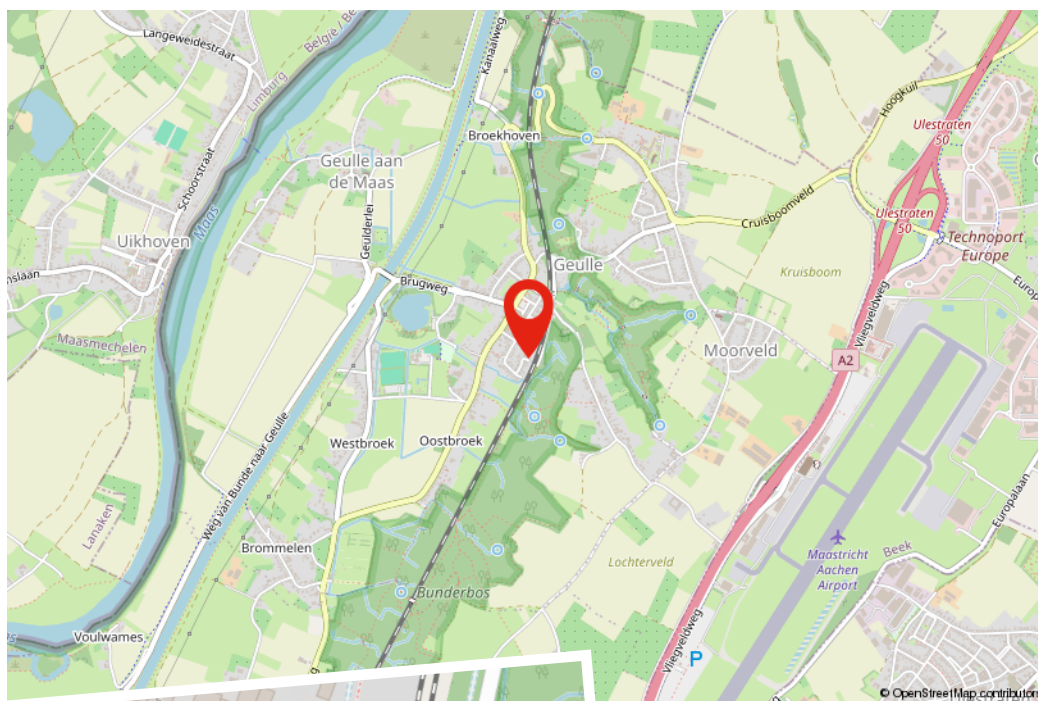 Langeweidestraat
België / Be
Limburg
Kanaalweg
Hoogkuil
Ulestraten
50
Broekhoven
Geulle aan
de Maas
Schoorstraat
Maas
Geulderlei
Cruisboomveld
Ulestraten
50
Technoport
Europe
Uikhoven
nslaan
Geulle
Kruisboom
Europ
Brugweg
Vliegveldweg
Maasmechelen
Moorveld
A2
Weg van Bunde naar Geulle
Westbroek
Oostbroek
Lanaken
Europalaan
Brommelen
Lochterveld
Maastricht
Aachen
Airport
Beek
Bunderbos
Voulwames
Vliegveldweg
P
© OpenStreetMap contributors